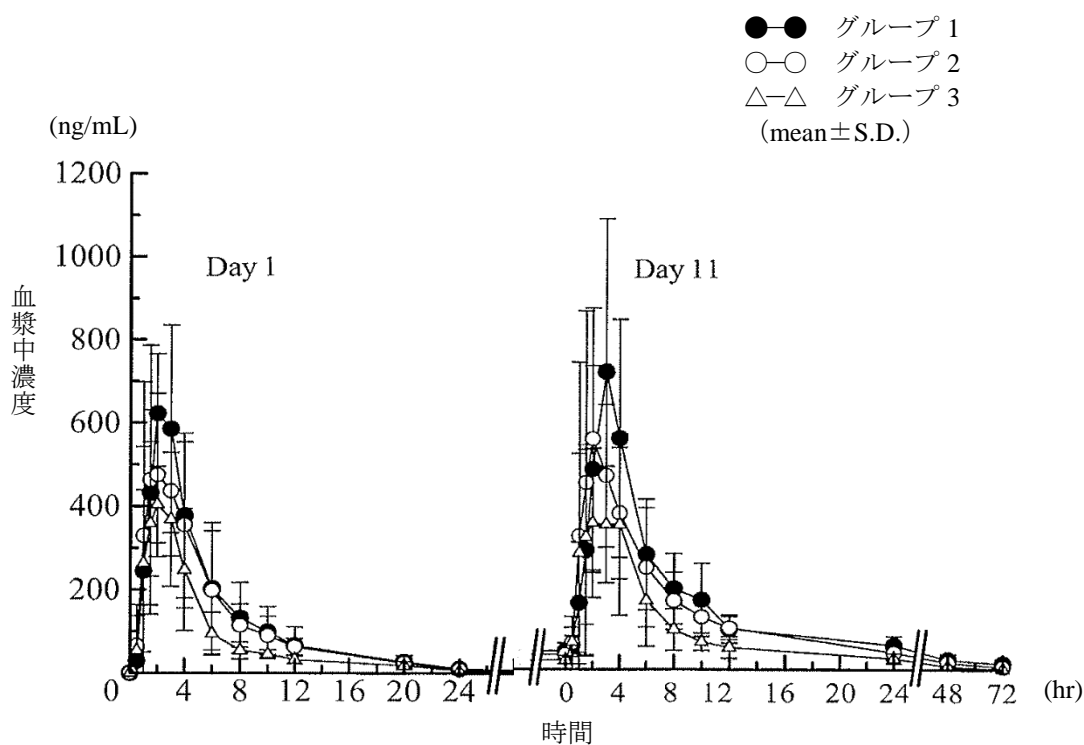 グループ 1
グループ 2
グループ 3
(mean±S.D.)
(ng/mL)
1200
1000
800
600
400
200
0
血漿中濃度
Day 1
Day 11
0 4 8 12 16 20 24 0 4 8 12 16 20 24 48 72 (hr)
時間